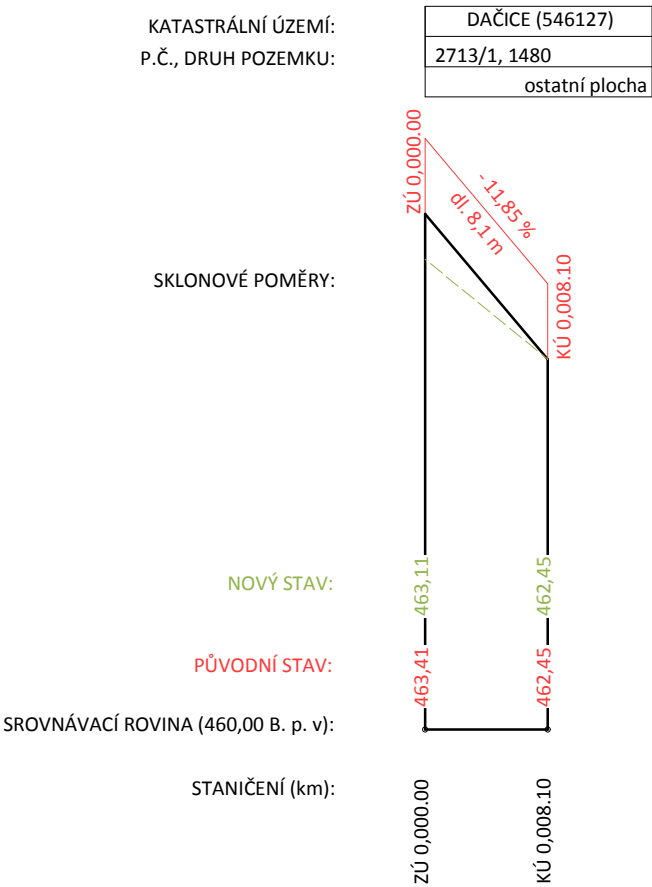 KATASTRÁLNÍ ÚZEMÍ:
DAČICE (546127)
P.Č., DRUH POZEMKU:
2713/1, 1480
ostatní plocha
ZÚ 0,000.00
- 11,85 %
dl. 8,1 m
KÚ 0,008.10
SKLONOVÉ POMĚRY:
NOVÝ STAV:
463,11
462,45
PŮVODNÍ STAV:
463,41
462,45
SROVNÁVACÍ ROVINA (460,00 B. p. v):
STANIČENÍ (km):
ZÚ 0,000.00
KÚ 0,008.10